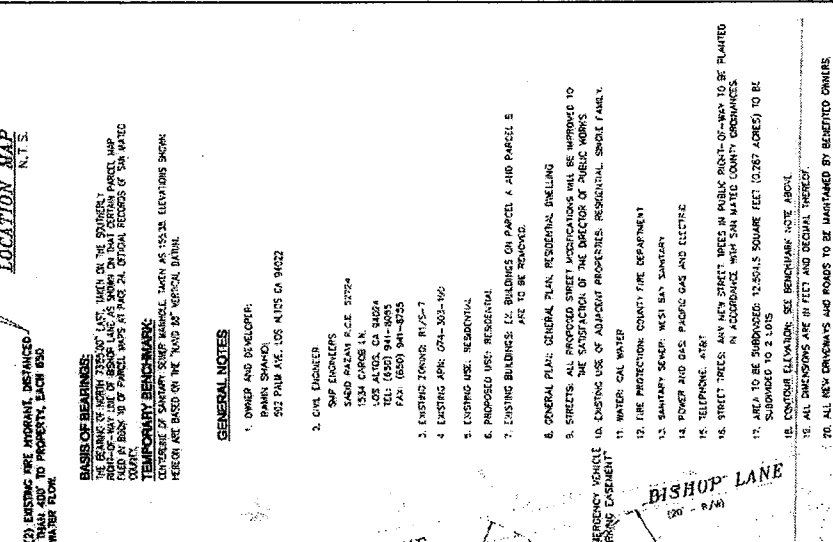 LOCATION MAP
N.T.S.
(2) EXISTING FIRE HYDRANT, DISTANCED
THAN 400' TO PROPERTY, EACH 650
WATER FLOW.
BASIS OF BEARINGS:
THE BEARING OF NORTH EAST, TAKEN ON THE SOUTHERLY
RIGHT-OF-WAY LINE OF BISHOP LANE, AS SHOWN ON THAT CERTAIN PARCEL MAP
FILED IN BOOK 10 OF PARCEL MAPS AT PAGE 24, OFFICIAL RECORDS OF SAN MATEO
COUNTY.
TEMPORARY BENCHMARK:
CENTERLINE OF SANITARY SEWER MANHOLE, TAKEN AS ELEVATIONS SHOWN
HEREON ARE BASED ON THE "NAVD 88" VERTICAL DATUM.
GENERAL NOTES
1. OWNER AND DEVELOPER:
RAMIN SHAHIDI,
PALM AVE, LOS ALTOS CA 94022
2. CIVIL ENGINEER
SMP ENGINEERS
SAEID RAZAVI R.C.E. 52724
1534 CAROB LN.
LOS ALTOS, CA 94024
TEL: (650) 941-8055
FAX: (650) 941-8755
3. EXISTING ZONING: R1/S-7
4. EXISTING APN:
5. EXISTING USE: RESIDENTIAL
6. PROPOSED USE: RESIDENTIAL
7. EXISTING BUILDINGS: EX. BUILDINGS ON PARCEL A AND PARCEL B
ARE TO BE REMOVED.
8. GENERAL PLAN: GENERAL PLAN, RESIDENTIAL DWELLING
9. STREETS: ALL PROPOSED STREET MODIFICATIONS WILL BE IMPROVED TO
THE SATISFACTION OF THE DIRECTOR OF PUBLIC WORKS
10. EXISTING USE OF ADJACENT PROPERTIES: RESIDENTIAL, SINGLE FAMILY.
11. WATER: CAL WATER
12. FIRE PROTECTION: COUNTY FIRE DEPARTMENT
13. SANITARY SEWER: WEST BAY SANITARY
14. POWER AND GAS: PACIFIC GAS AND ELECTRIC
15. TELEPHONE: AT&T
16. STREET TREES: ANY NEW STREET TREES IN PUBLIC RIGHT-OF-WAY TO BE PLANTED
IN ACCORDANCE WITH SAN MATEO COUNTY ORDINANCES.
17. AREA TO BE SUBDIVIDED: SQUARE FEET (0.267 ACRES) TO BE
SUBDIVIDED TO 2 LOTS
18. CONTOUR ELEVATION: SEE BENCHMARK NOTE ABOVE.
19. ALL DIMENSIONS ARE IN FEET AND DECIMAL THEREOF.
20. ALL NEW DRIVEWAYS AND ROADS TO BE MAINTAINED BY BENEFITED OWNERS.
EMERGENCY VEHICLE
EASEMENT"
BISHOP LANE
(20' - R/W)